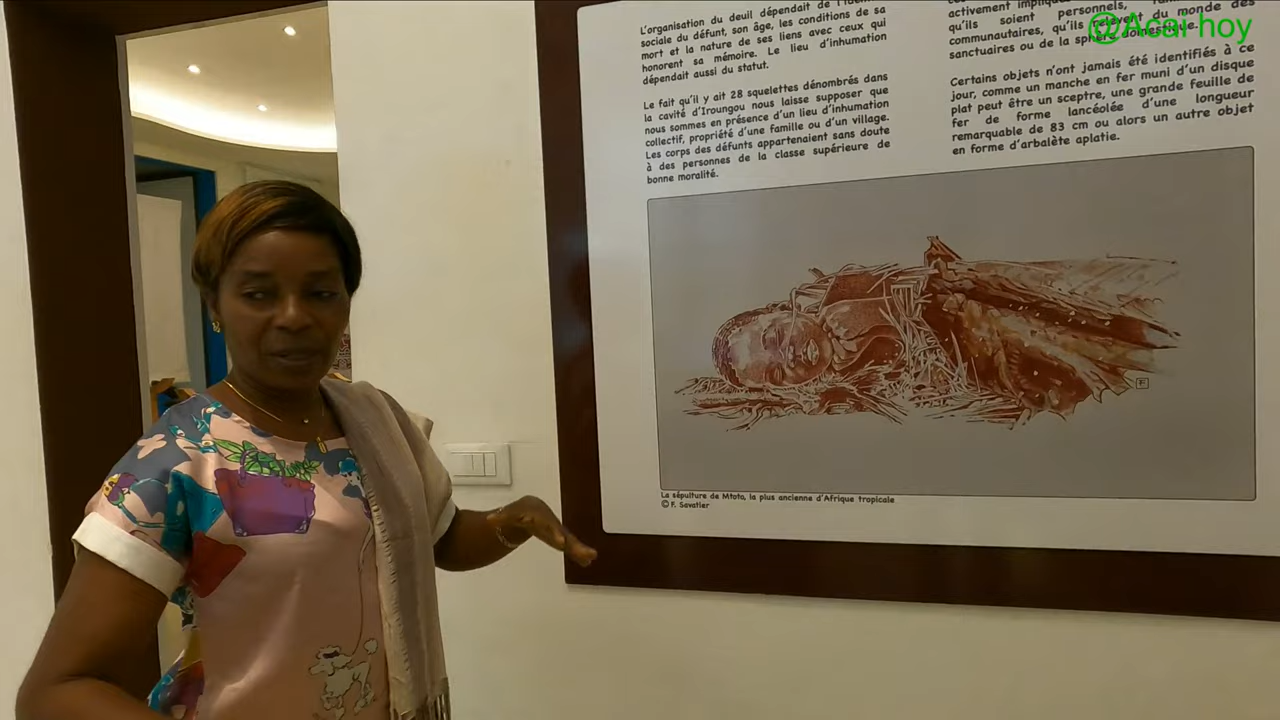 L'organisation du deuil dépendait de l'
sociale du défunt, son âge, les conditions de sa
mort et la nature de ses liens avec ceux qui
honorent sa mémoire. Le lieu d'inhumation
dépendait aussi du statut.
Le fait qu'il y ait 28 squelettes dénombrés dans
la cavité d'Iroungou nous laisse supposer que
nous sommes en présence d'un lieu d'inhumation
collectif, propriété d'une famille ou d'un village.
Les corps des défunts appartenaient sans doute
à des personnes de la classe supérieure de
bonne moralité.
activement
qu'ils soient personnels,
communautaires, qu'ils relèvent du monde des
sanctuaires ou de la sphère domestique.
Certains objets n'ont jamais été identifiés à ce
jour, comme un manche en fer muni d'un disque
plat peut être un sceptre, une grande feuille de
fer de forme lancéolée d'une longueur
remarquable de 83 cm ou alors un autre objet
en forme d'arbalète aplatie.
@Acai hoy
F
La sépulture de Mtoto, la plus ancienne d'Afrique tropicale
© F. Savatier